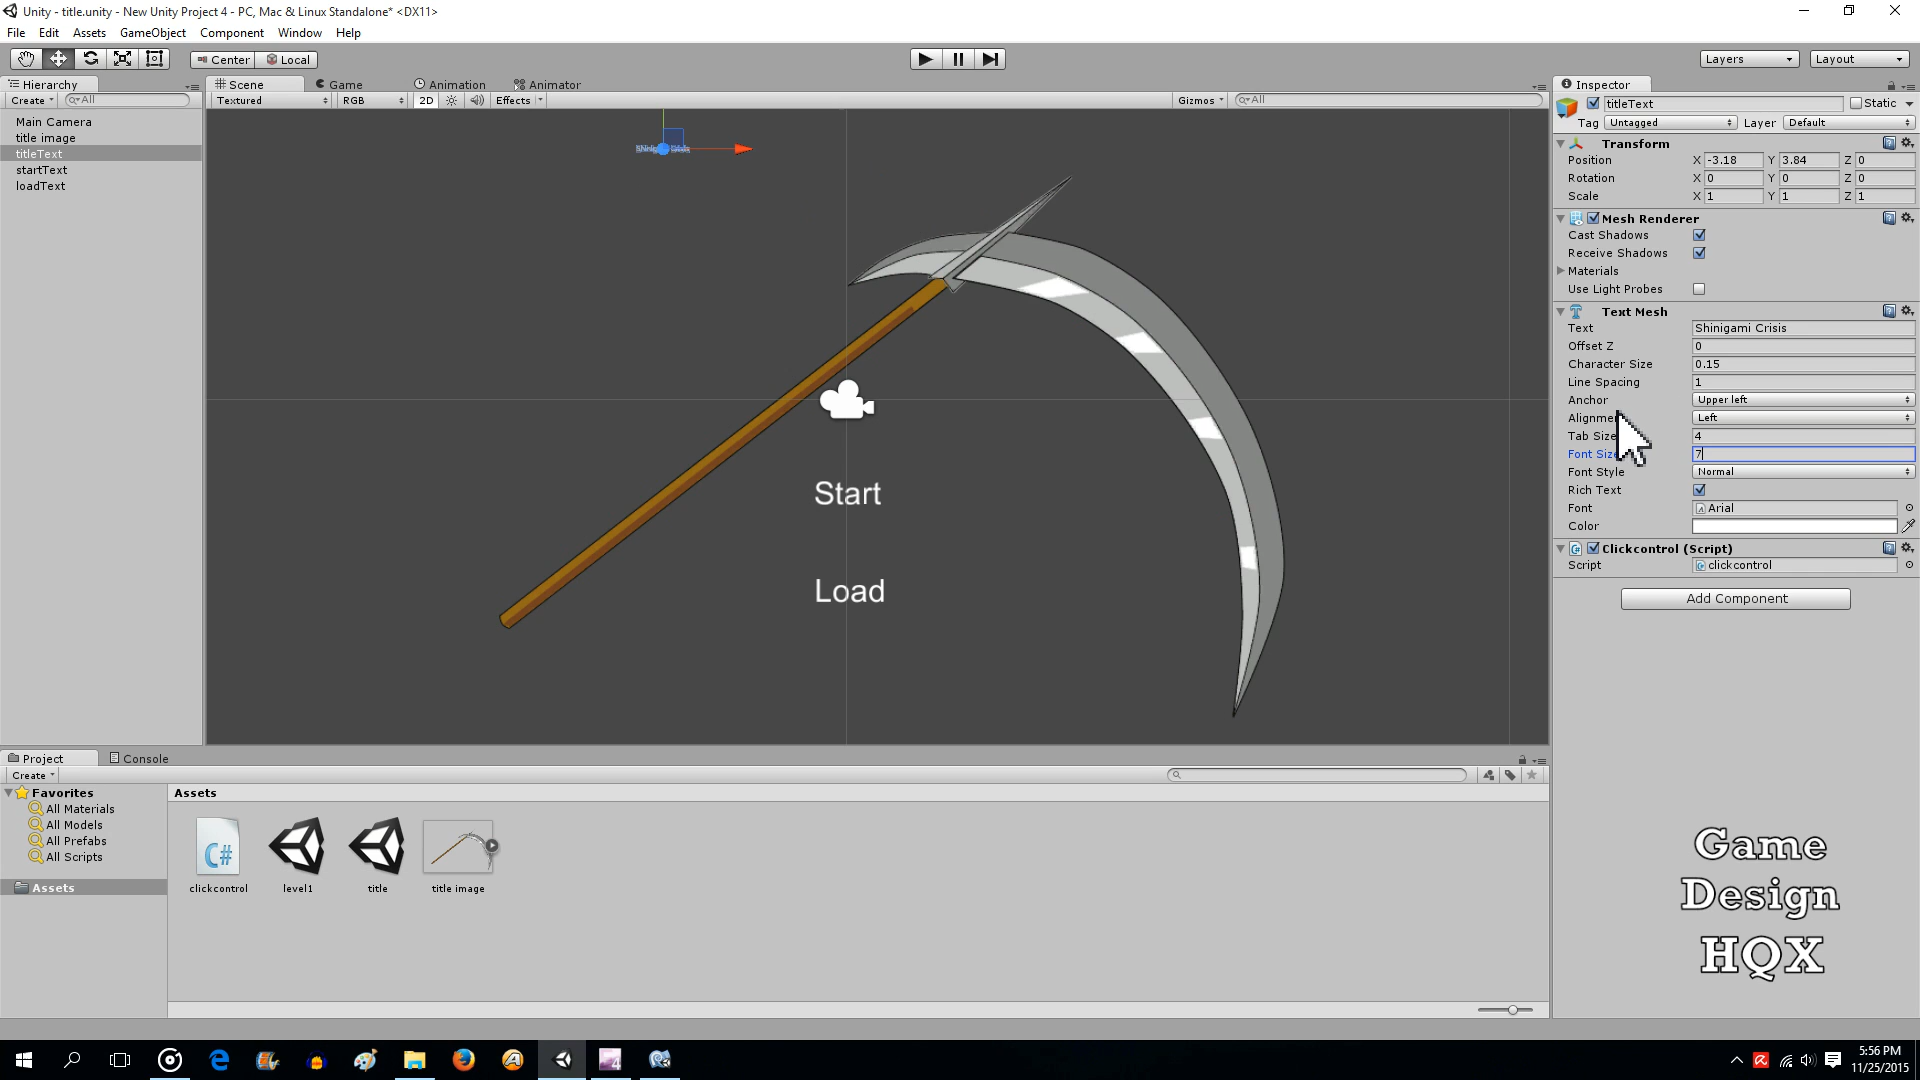 Unity - title.unity - New Unity Project 4 - PC, Mac & Linux Standalone* <DX11>
File Edit Assets GameObject Component Window Help
Center Local Layers Layout
Hierarchy
Create All
Main Camera
title image
titleText
startText
loadText
Scene Game Animation Animator
Textured RGB 2D Effects Gizmos All
Start
Load
Inspector
titleText Static
Tag Untagged Layer Default
Transform
Position X -3.18 Y 3.84 Z 0
Rotation X 0 Y 0 Z 0
Scale X 1 Y 1 Z 1
Mesh Renderer
Cast Shadows
Receive Shadows
Materials
Use Light Probes
Text Mesh
Text Shinigami Crisis
Offset Z 0
Character Size 0.15
Line Spacing 1
Anchor Upper left
Alignme Left
Tab Size 4
Font Siz 7
Font Style Normal
Rich Text
Font Arial
Color
Clickcontrol (Script)
Script clickcontrol
Add Component
Project Console
Create
Favorites
All Materials
All Models
All Prefabs
All Scripts
Assets
Assets
C#
clickcontrol level1 title title image
Game
Design
HQX
5:56 PM
11/25/2015